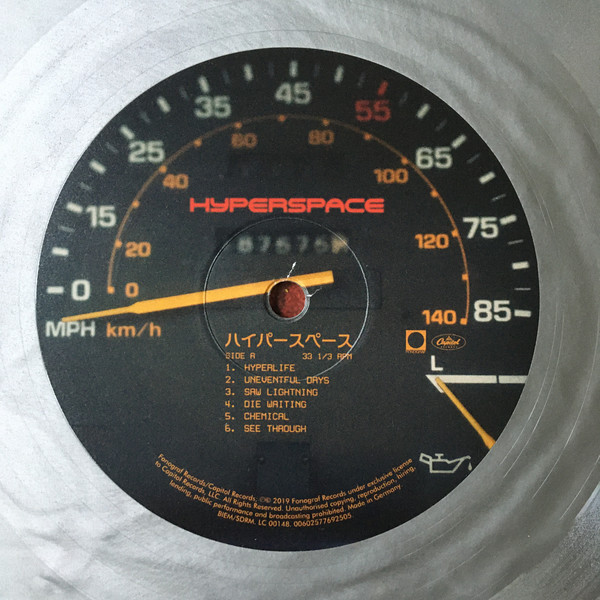 45
35
55
60
80
25
65
40
100
HYPERSPACE
15
75
20
120
0
0
140
85
MPH
km/h
ハイパースペース
Capitol
SIDE A 33 1/3 RPM
L
1. HYPERLIFE
2. UNEVENTFUL DAYS
3. SAW LIGHTNING
4. DIE WAITING
5. CHEMICAL
6. SEE THROUGH
Fonograf Records/Capitol Records, ℗© 2019 Fonograf Records under exclusive license
to Capitol Records, LLC. All Rights Reserved. Unauthorised copying, reproduction, hiring,
lending, public performance and broadcasting prohibited. Made in Germany
BIEM/SDRM. LC 00148. 00602577692505